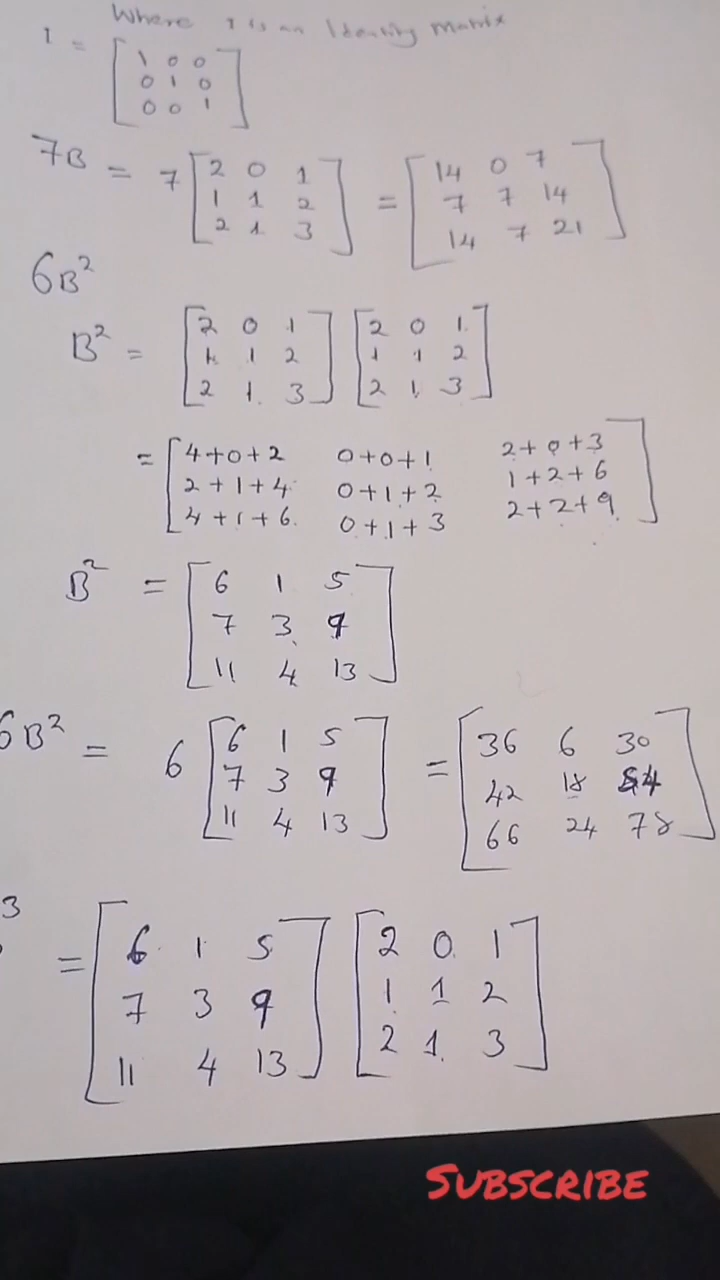 Where I is an Identity Matrix
I = [1 0 0
0 1 0
0 0 1]
7B = 7 [2 0 1
1 1 2
2 1 3] = [14 0 7
7 7 14
14 7 21]
6B²
B² = [2 0 1
1 1 2
2 1 3] [2 0 1
1 1 2
2 1 3]
= [4+0+2 0+0+1 2+0+3
2+1+4 0+1+2 1+2+6
4+1+6 0+1+3 2+2+9]
B² = [6 1 5
7 3 9
11 4 13]
6B² = 6 [6 1 5
7 3 9
11 4 13] = [36 6 30
42 18 54
66 24 78]
3 = [6 1 5
7 3 9
11 4 13] [2 0 1
1 1 2
2 1 3]
SUBSCRIBE